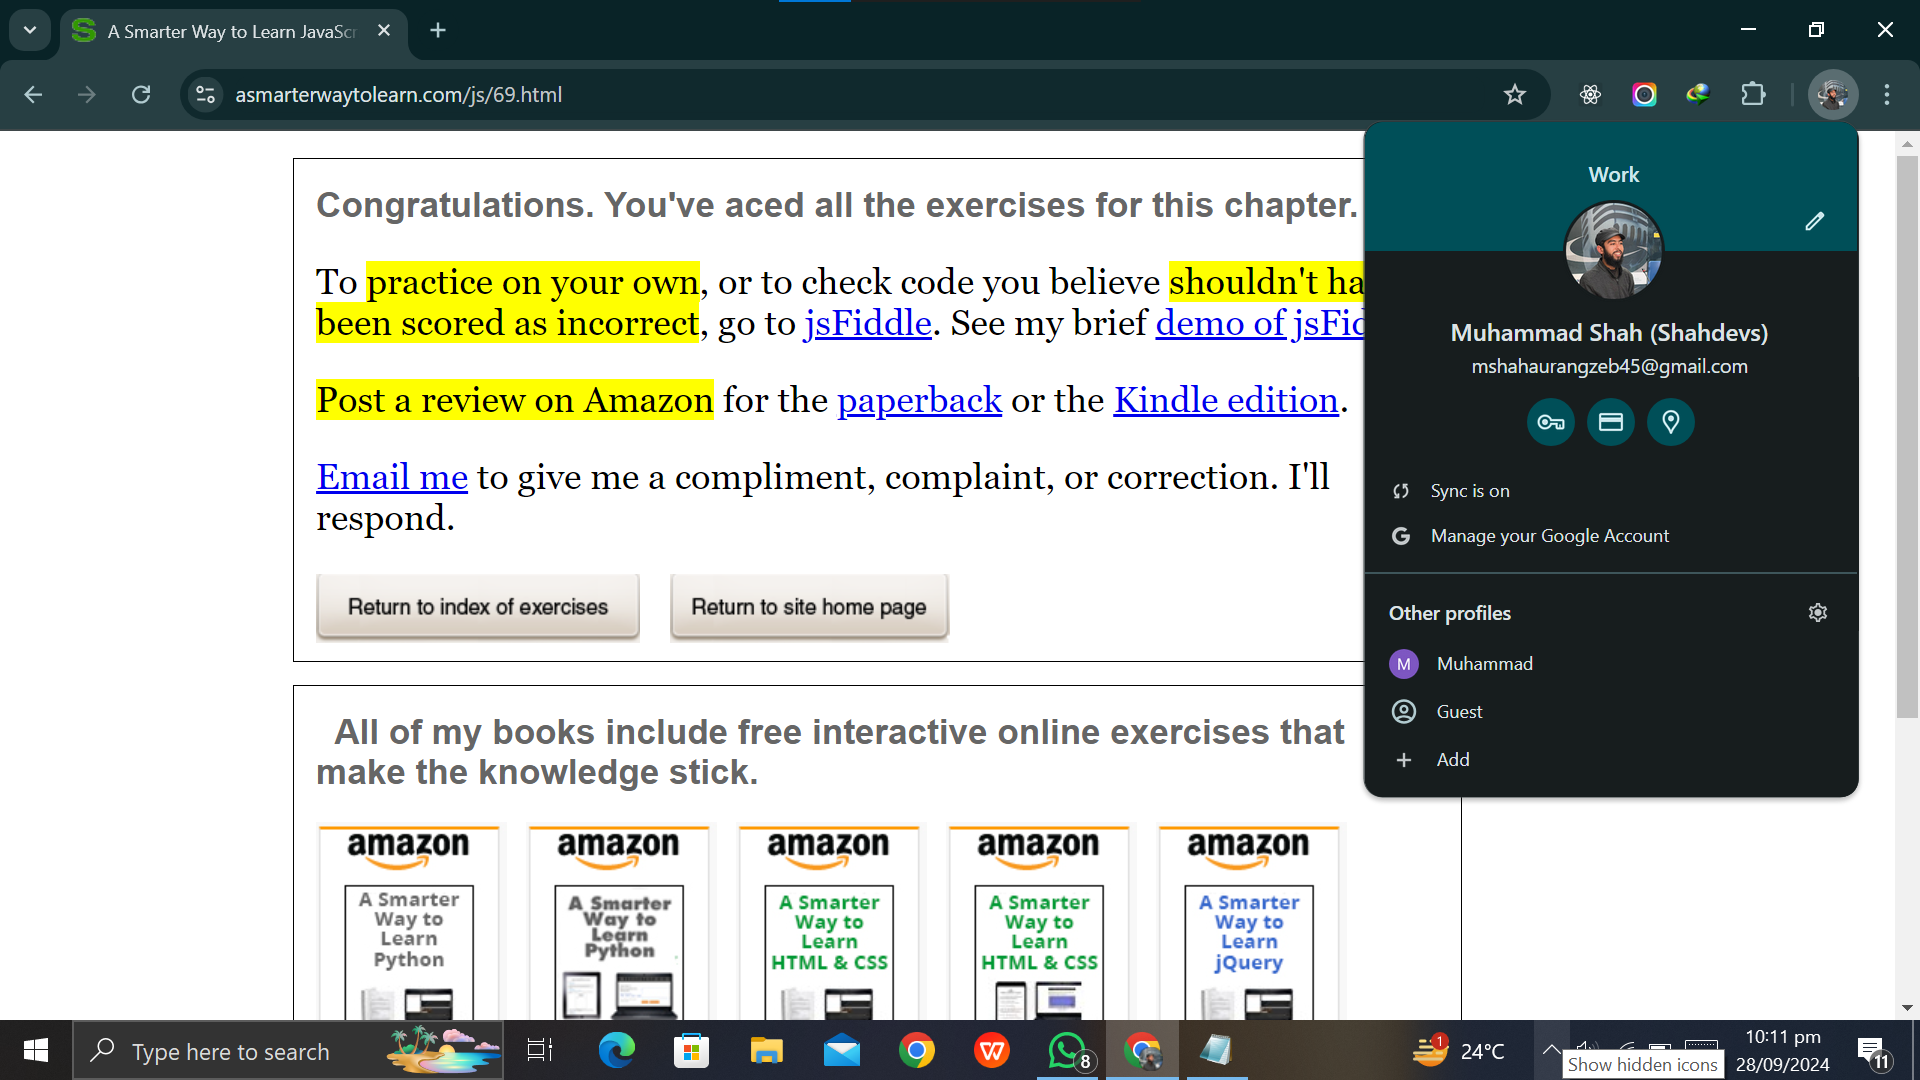 A Smarter Way to Learn JavaScr
asmarterwaytolearn.com/js/69.html
Congratulations. You've aced all the exercises for this chapter.
To practice on your own, or to check code you believe shouldn't ha
been scored as incorrect, go to jsFiddle. See my brief demo of jsFid
Post a review on Amazon for the paperback or the Kindle edition.
Email me to give me a compliment, complaint, or correction. I'll
respond.
Return to index of exercises
Return to site home page
All of my books include free interactive online exercises that
make the knowledge stick.
amazon
A Smarter
Way to
Learn
Python
amazon
A Smarter
Way to
Learn
Python
amazon
A Smarter
Way to
Learn
HTML & CSS
amazon
A Smarter
Way to
Learn
HTML & CSS
amazon
A Smarter
Way to
Learn
jQuery
Work
Muhammad Shah (Shahdevs)
mshahaurangzeb45@gmail.com
Sync is on
Manage your Google Account
Other profiles
M
Muhammad
Guest
Add
Type here to search
8
1
24°C
Show hidden icons
10:11 pm
28/09/2024
11